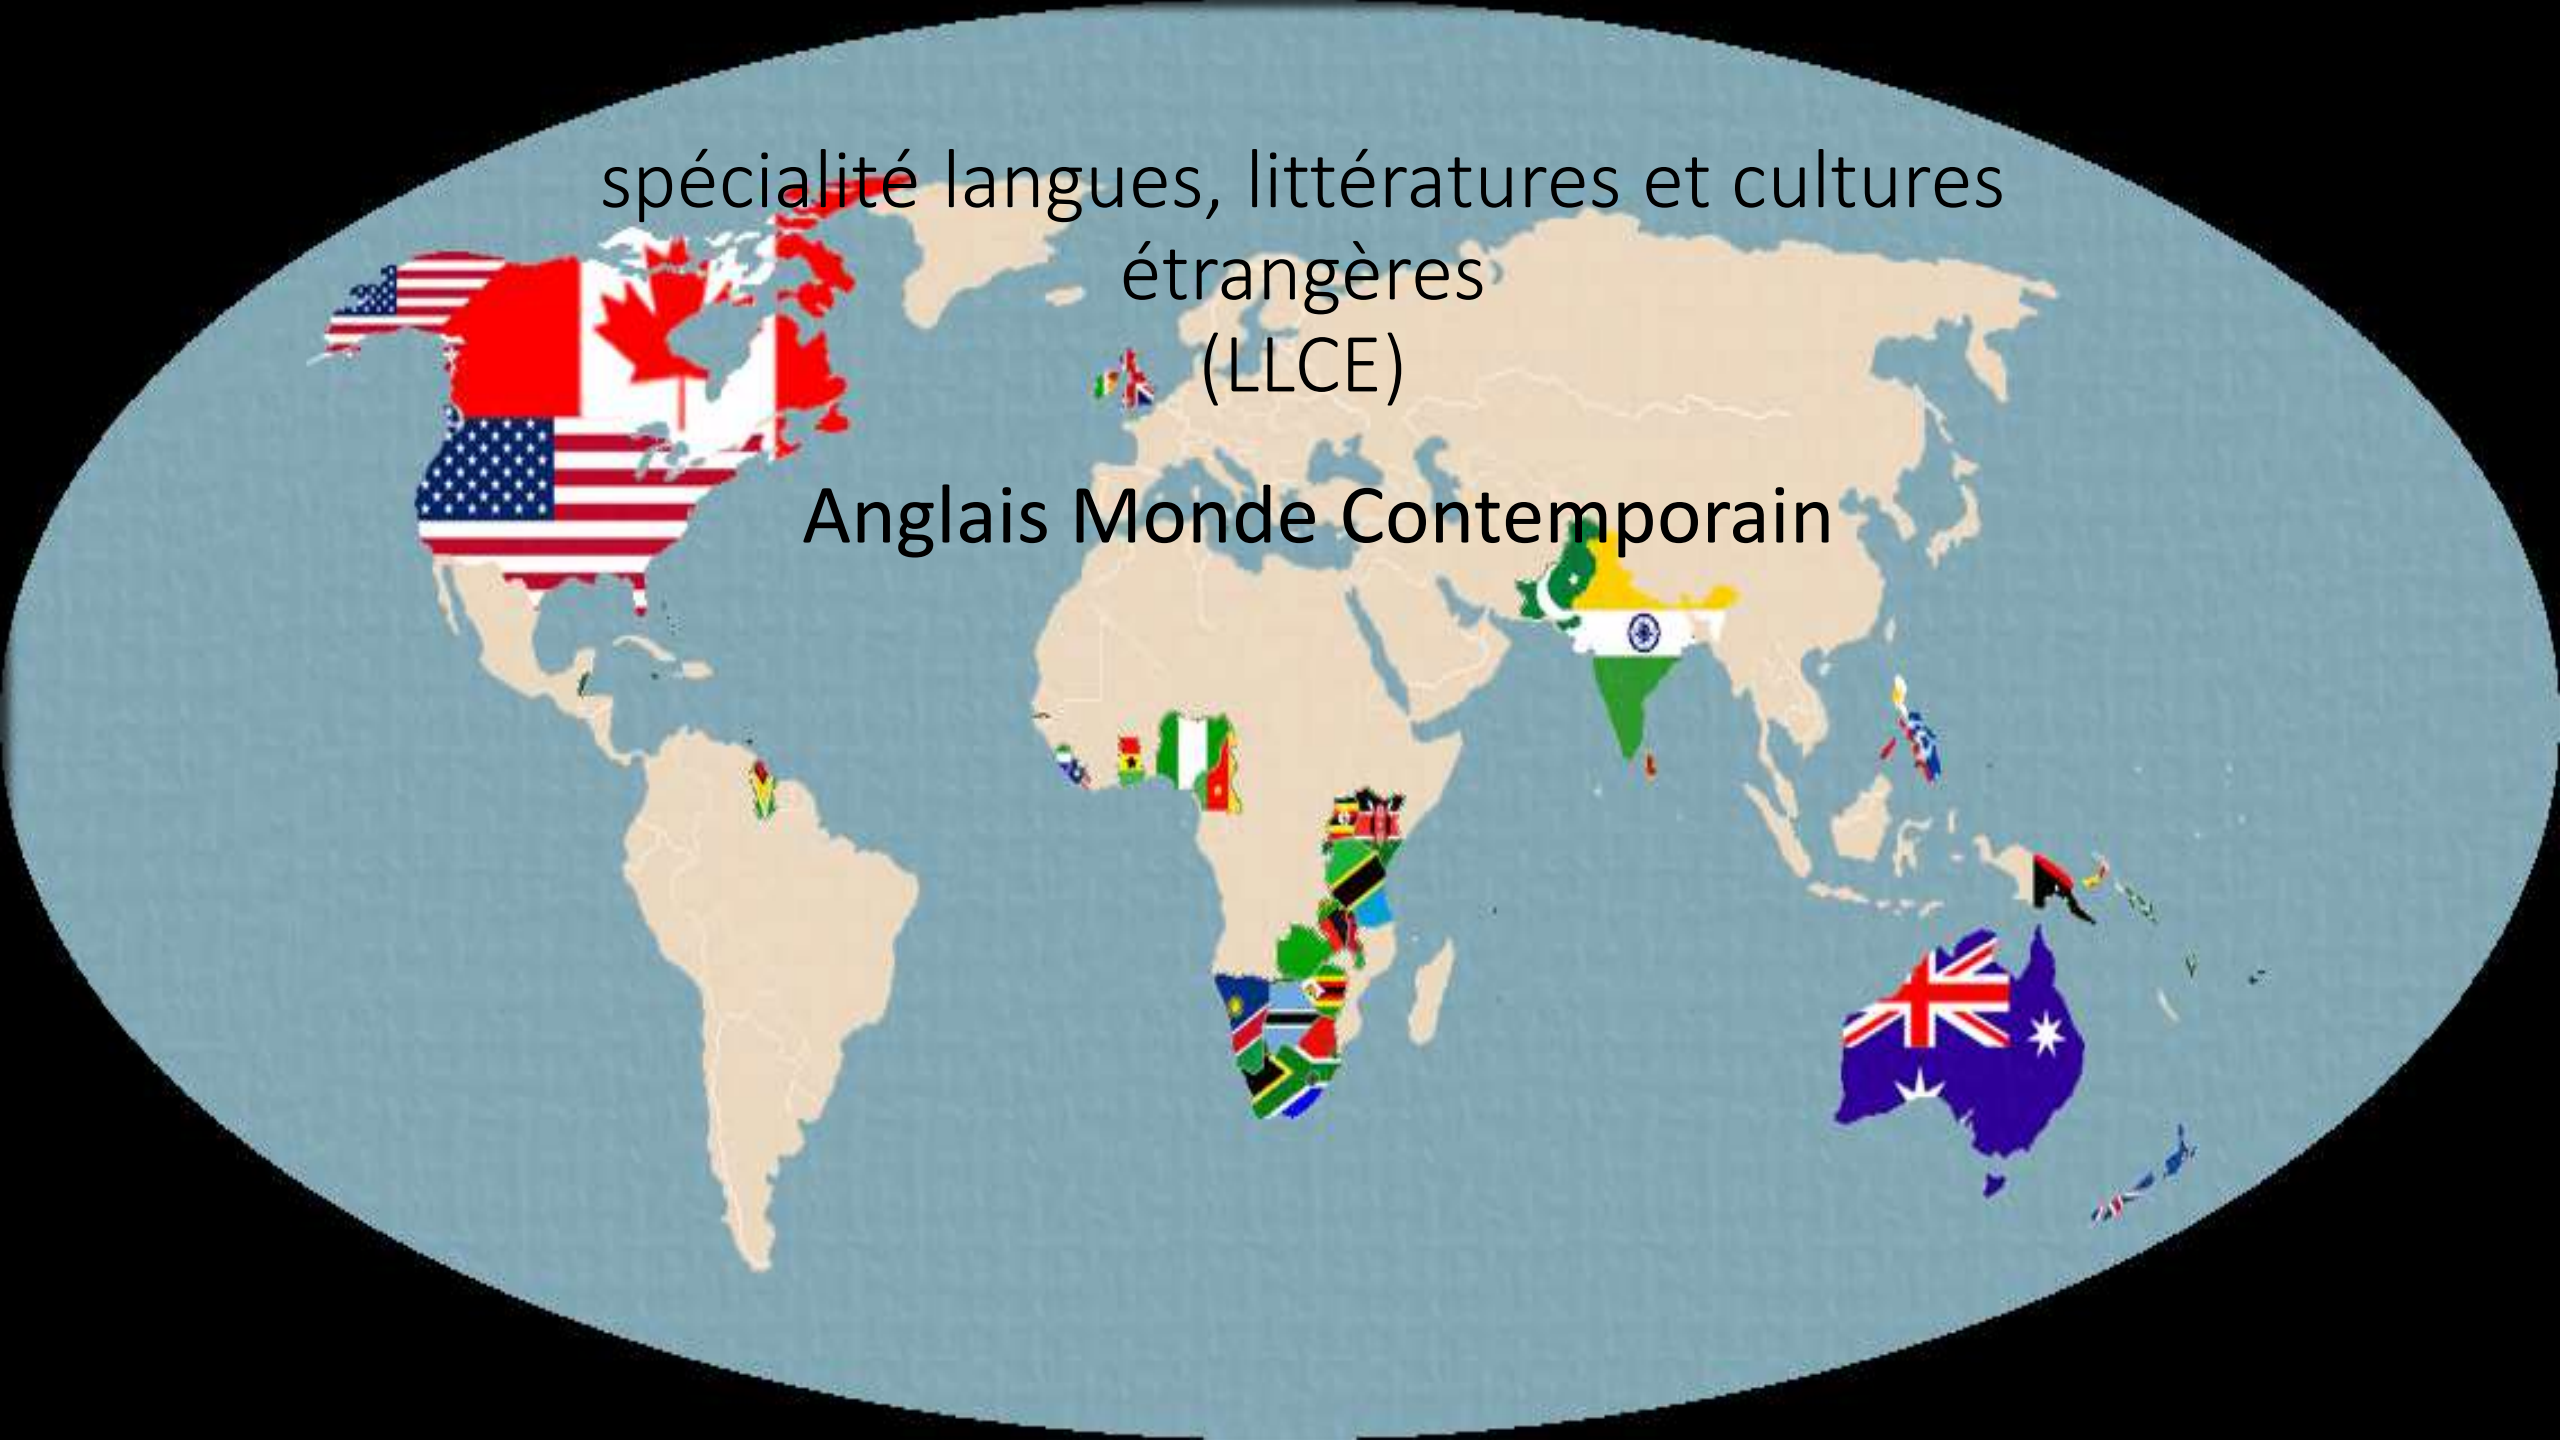 spécialité langues, littératures et cultures
étrangères
(LLCE)
Anglais Monde Contemporain